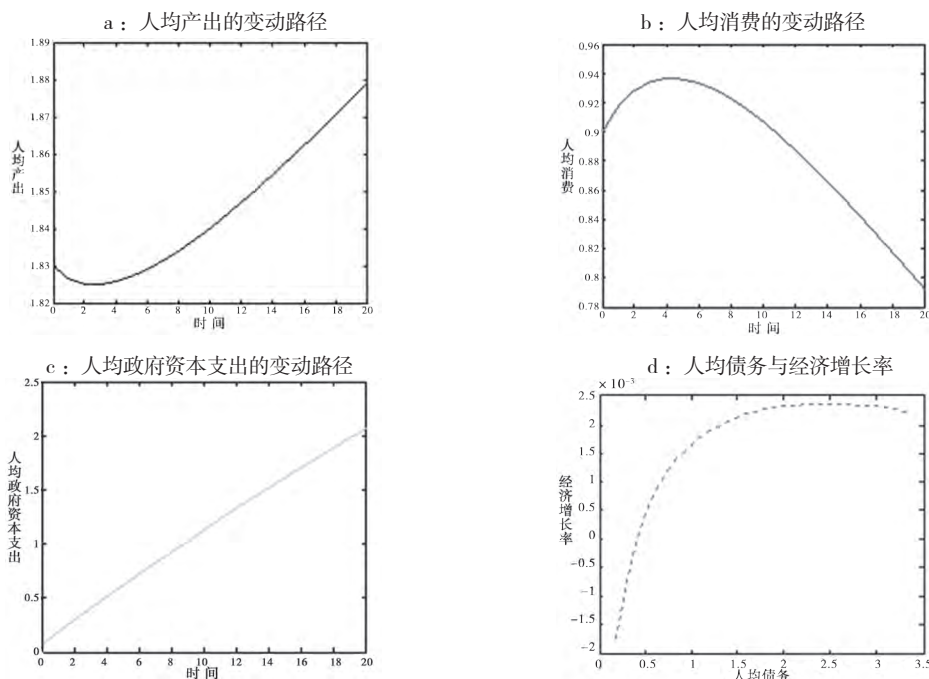 a：人均产出的变动路径
1.89
1.88
1.87
1.86
1.85
1.84
1.83
1.82
人均产出
0 2 4 6 8 10 12 14 16 18 20
时间
b：人均消费的变动路径
0.96
0.94
0.92
0.9
0.88
0.86
0.84
0.82
0.8
0.78
人均消费
0 2 4 6 8 10 12 14 16 18 20
时间
c：人均政府资本支出的变动路径
2.5
2
1.5
1
0.5
0
人均政府资本支出
0 2 4 6 8 10 12 14 16 18 20
时间
d：人均债务与经济增长率
× 10⁻³
2.5
2
1.5
1
0.5
0
-0.5
-1
-1.5
-2
经济增长率
0 0.5 1 1.5 2 2.5 3 3.5
人均债务